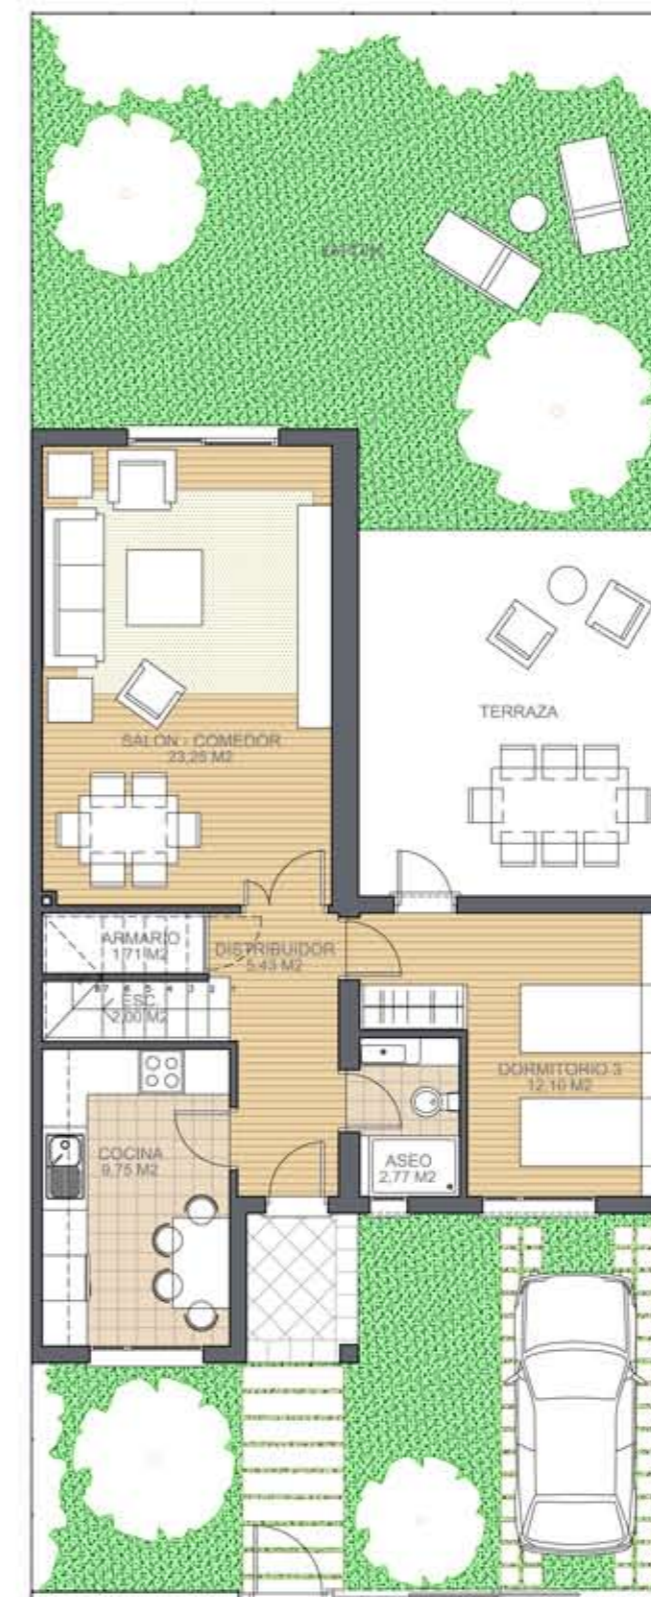 TERRAZA
SALON - COMEDOR
23,25 M2
ARMARIO
1,71 M2
DISTRIBUIDOR
5,43 M2
ESC.
2,00 M2
DORMITORIO 3
12,10 M2
COCINA
9,75 M2
ASEO
2,77 M2